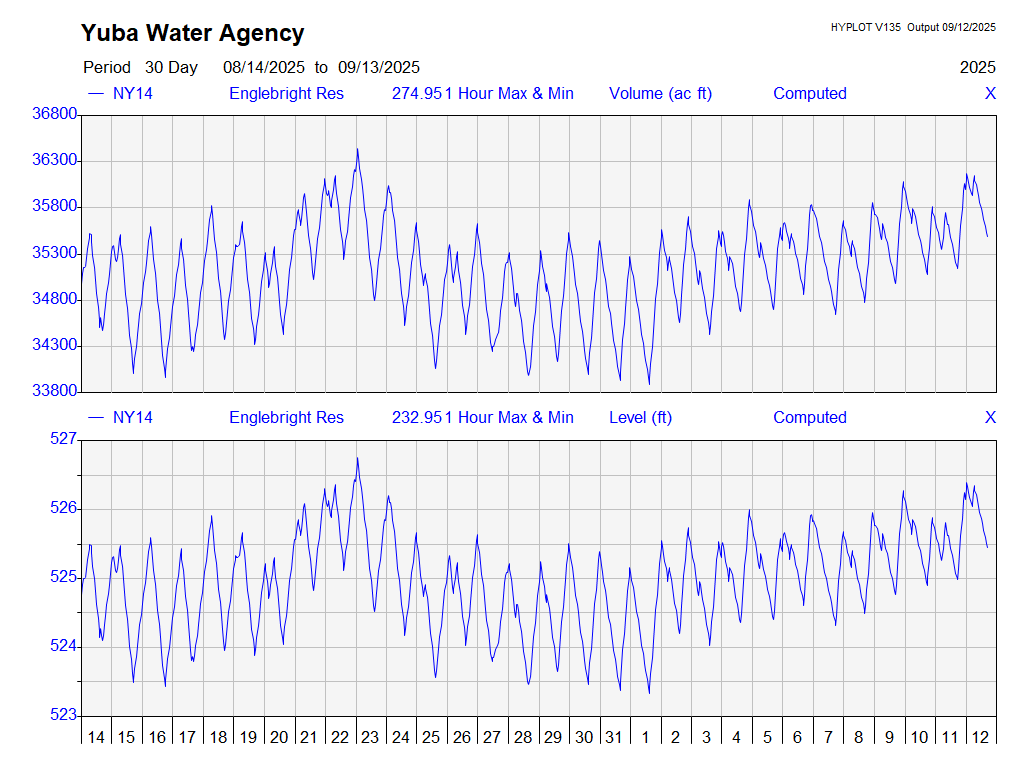 Yuba Water Agency
HYPLOT V135 Output 09/12/2025
Period 30 Day 08/14/2025 to 09/13/2025 2025
NY14 Englebright Res 274.951 Hour Max & Min Volume (ac ft) Computed X
36800
36300
35800
35300
34800
34300
33800
NY14 Englebright Res 232.951 Hour Max & Min Level (ft) Computed X
527
526
525
524
523
14 15 16 17 18 19 20 21 22 23 24 25 26 27 28 29 30 31 1 2 3 4 5 6 7 8 9 10 11 12